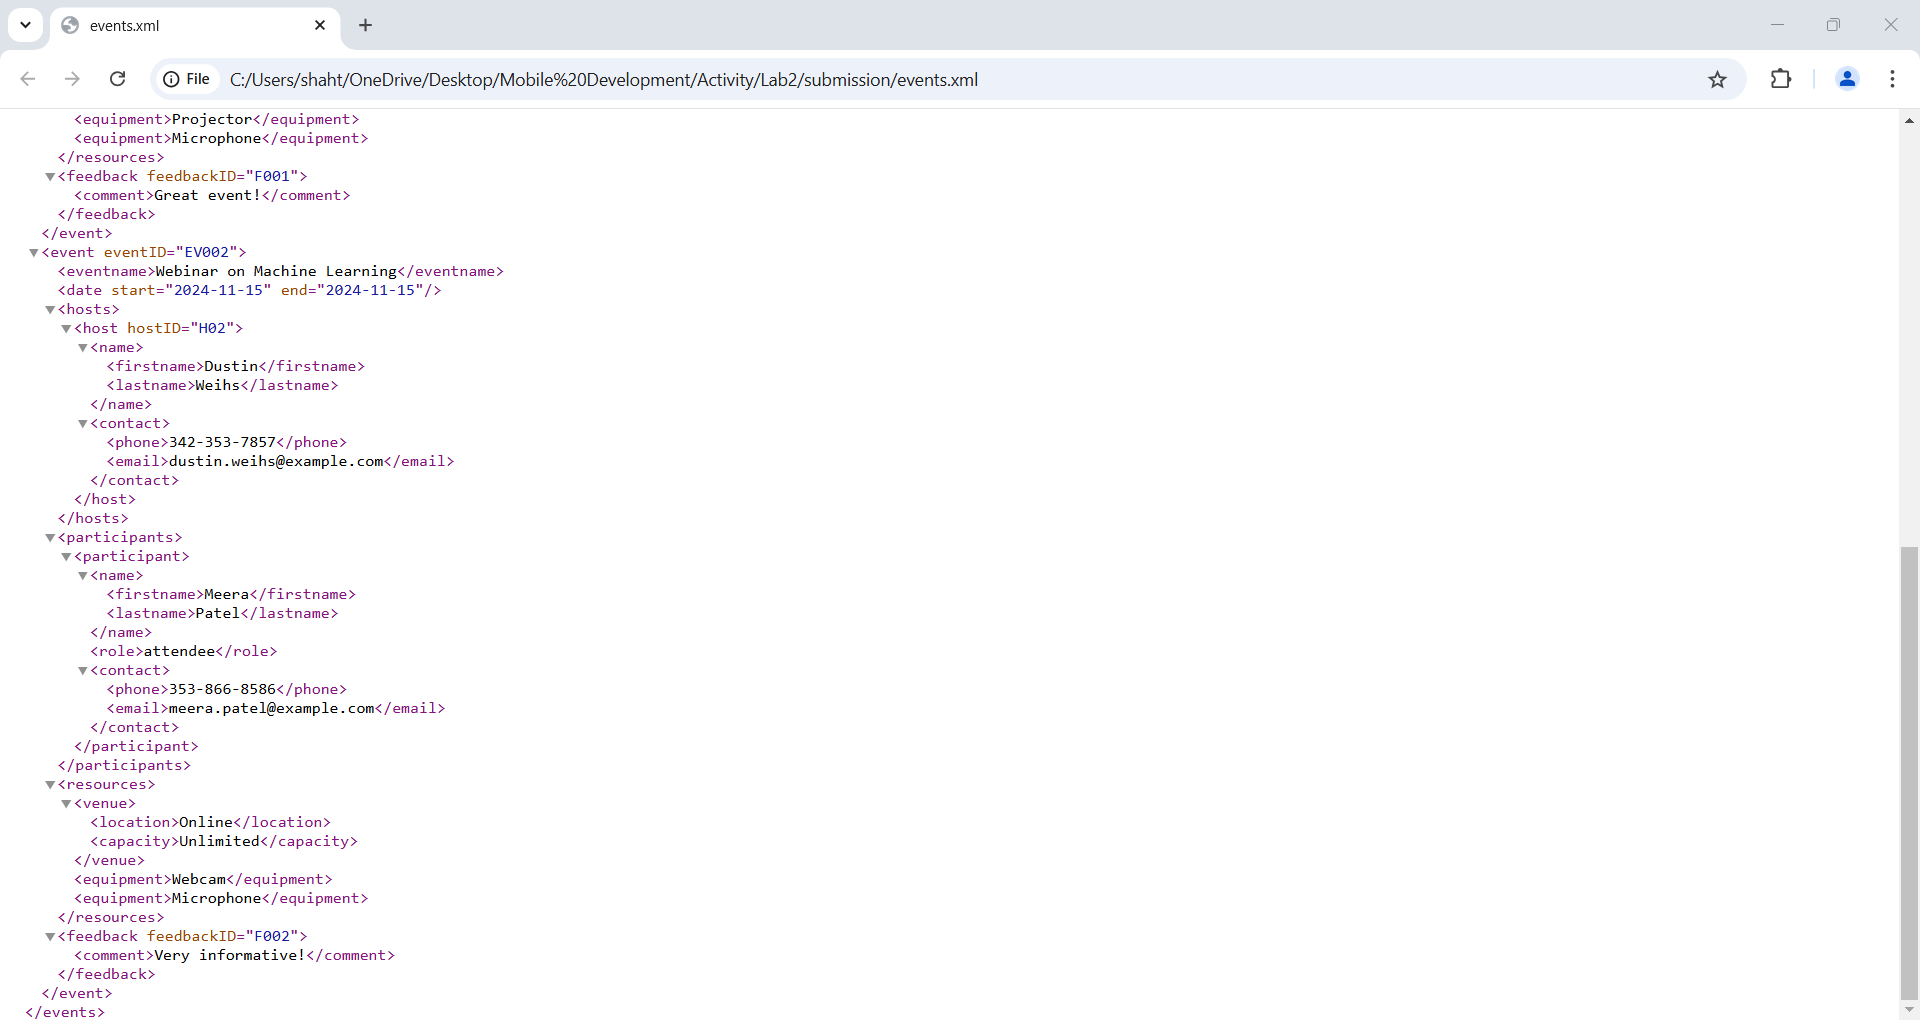 events.xml
File C:/Users/shaht/OneDrive/Desktop/Mobile%20Development/Activity/Lab2/submission/events.xml
<equipment>Projector</equipment>
<equipment>Microphone</equipment>
</resources>
<feedback feedbackID="F001">
<comment>Great event!</comment>
</feedback>
</event>
<event eventID="EV002">
<eventname>Webinar on Machine Learning</eventname>
<date start="2024-11-15" end="2024-11-15"/>
<hosts>
<host hostID="H02">
<name>
<firstname>Dustin</firstname>
<lastname>Weihs</lastname>
</name>
<contact>
<phone>342-353-7857</phone>
<email>dustin.weihs@example.com</email>
</contact>
</host>
</hosts>
<participants>
<participant>
<name>
<firstname>Meera</firstname>
<lastname>Patel</lastname>
</name>
<role>attendee</role>
<contact>
<phone>353-866-8586</phone>
<email>meera.patel@example.com</email>
</contact>
</participant>
</participants>
<resources>
<venue>
<location>Online</location>
<capacity>Unlimited</capacity>
</venue>
<equipment>Webcam</equipment>
<equipment>Microphone</equipment>
</resources>
<feedback feedbackID="F002">
<comment>Very informative!</comment>
</feedback>
</event>
</events>